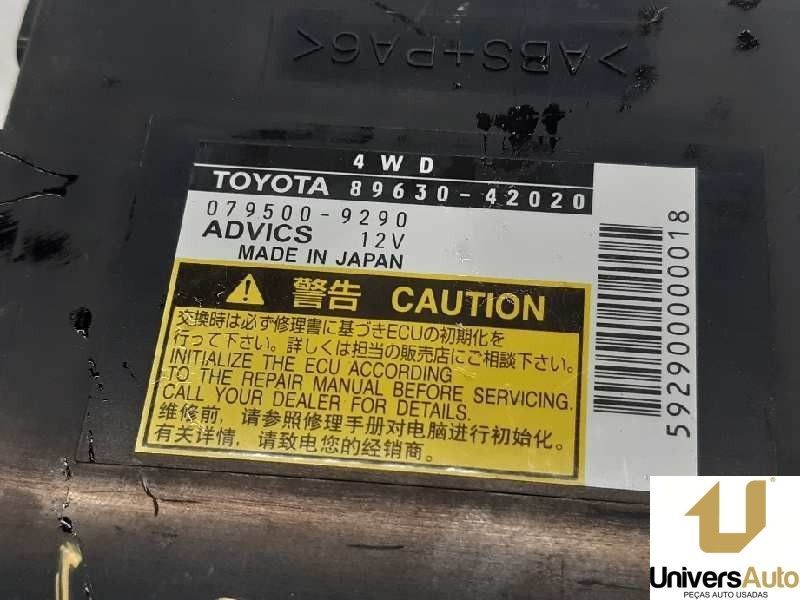 >ABS+PA6<
4WD
TOYOTA 89630-42020
079500-9290
ADVICS 12V
MADE IN JAPAN
警告 CAUTION
交換時は必ず修理書に基づきECUの初期化を
行って下さい。詳しくは担当の販売店にご相談下さい。
INITIALIZE THE ECU ACCORDING
TO THE REPAIR MANUAL BEFORE SERVICING.
CALL YOUR DEALER FOR DETAILS.
维修前，请参照修理手册对电脑进行初始化。
有关详情，请致电您的经销商。
59290000000018
UniversAuto
PEÇAS AUTO USADAS